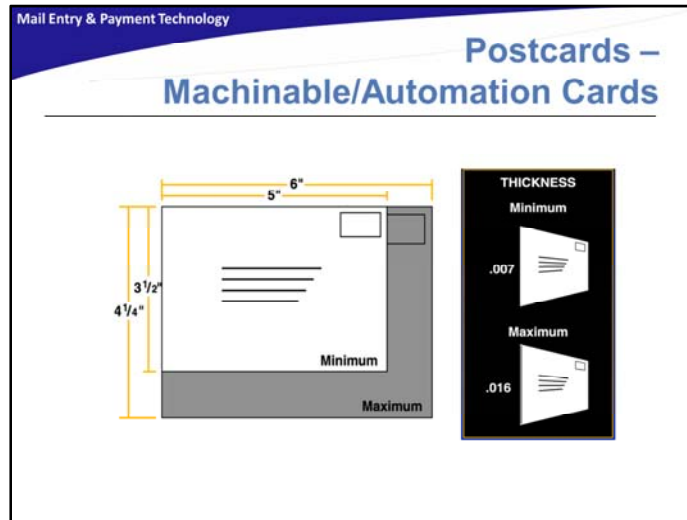 Mail Entry & Payment Technology
Postcards –
Machinable/Automation Cards
6"
5"
3 1/2"
4 1/4"
Minimum
Maximum
THICKNESS
Minimum
.007
Maximum
.016